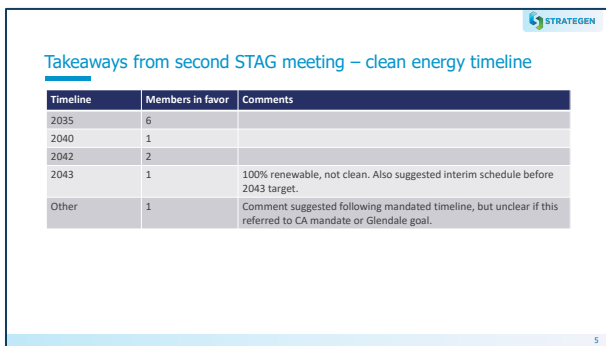 STRATEGEN
Takeaways from second STAG meeting – clean energy timeline
Timeline Members in favor Comments
2035 6
2040 1
2042 2
2043 1 100% renewable, not clean. Also suggested interim schedule before
2043 target.
Other 1 Comment suggested following mandated timeline, but unclear if this
referred to CA mandate or Glendale goal.
5